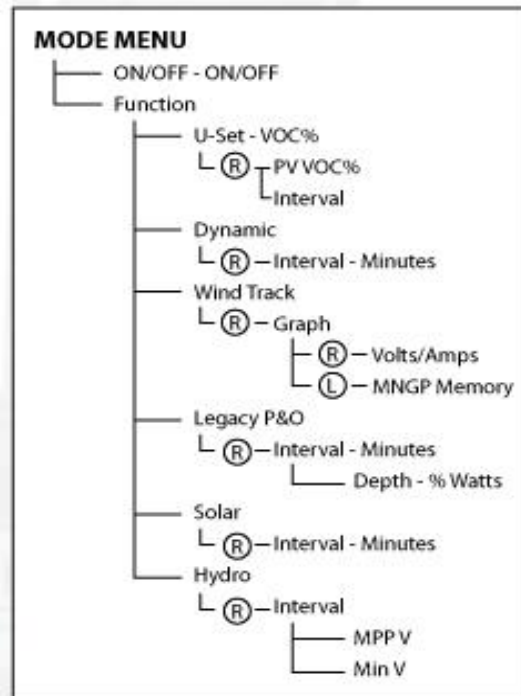 MODE MENU
ON/OFF - ON/OFF
Function
U-Set - VOC%
R PV VOC%
Interval
Dynamic
R Interval - Minutes
Wind Track
R Graph
R Volts/Amps
L MNGP Memory
Legacy P&O
R Interval - Minutes
Depth - % Watts
Solar
R Interval - Minutes
Hydro
R Interval
MPP V
Min V